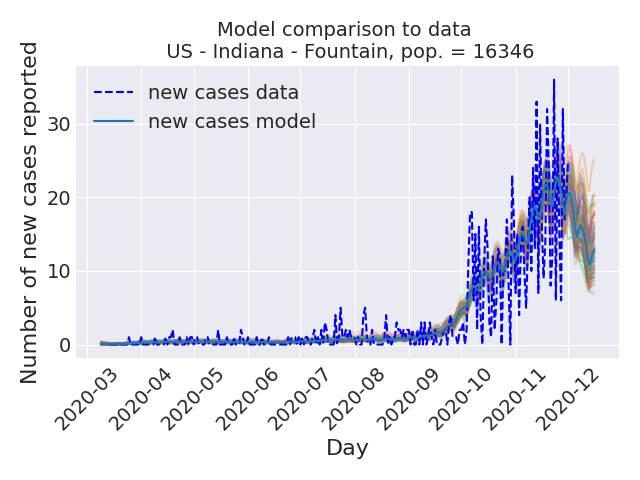 Model comparison to data
US - Indiana - Fountain, pop. = 16346
Number of new cases reported
new cases data
new cases model
30
20
10
0
2020-03
2020-04
2020-05
2020-06
2020-07
2020-08
2020-09
2020-10
2020-11
2020-12
Day